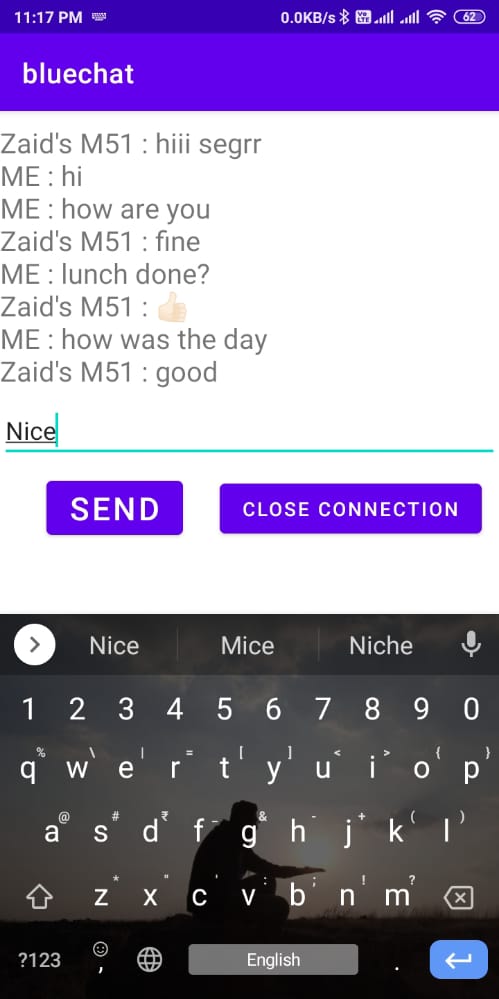 11:17 PM 0.0KB/s Vo LTE 62
bluechat
Zaid's M51 : hiii segrr
ME : hi
ME : how are you
Zaid's M51 : fine
ME : lunch done?
Zaid's M51 : 👍🏻
ME : how was the day
Zaid's M51 : good
Nice
SEND CLOSE CONNECTION
Nice Mice Niche
1 2 3 4 5 6 7 8 9 0
% \ | = [ ] < > { }
q w e r t y u i o p
@ # ₹ _ & - + ( )
a s d f g h j k l
* " ' : ; ! ?
z x c v b n m
?123 , English .